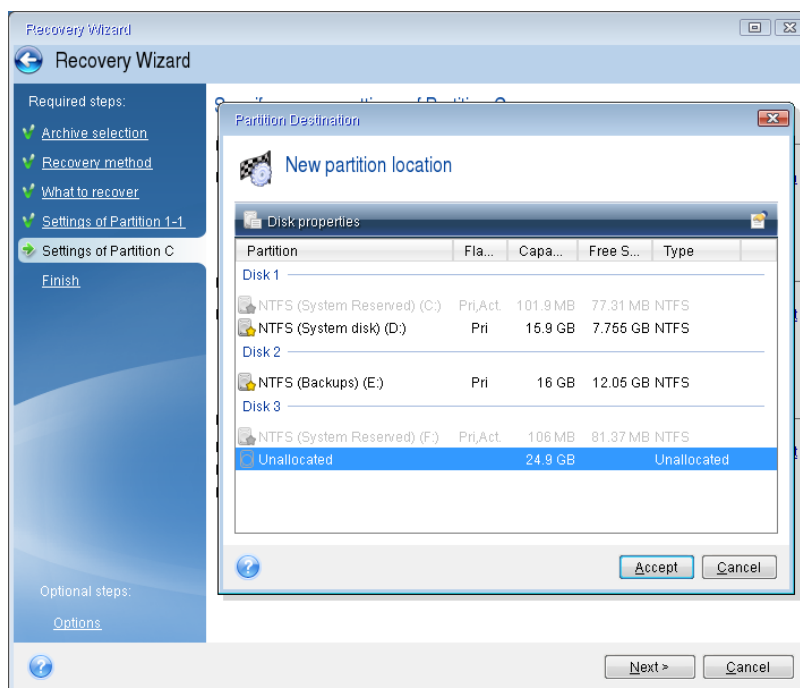 Recovery Wizard
Recovery Wizard
Required steps:
Archive selection
Recovery method
What to recover
Settings of Partition 1-1
Settings of Partition C
Finish
Optional steps:
Options
Partition Destination
New partition location
Disk properties
Partition Fla... Capa... Free S... Type
Disk 1
NTFS (System Reserved) (C:) Pri,Act. 101.9 MB 77.31 MB NTFS
NTFS (System disk) (D:) Pri 15.9 GB 7.755 GB NTFS
Disk 2
NTFS (Backups) (E:) Pri 16 GB 12.05 GB NTFS
Disk 3
NTFS (System Reserved) (F:) Pri,Act. 106 MB 81.37 MB NTFS
Unallocated 24.9 GB Unallocated
Accept Cancel
Next > Cancel